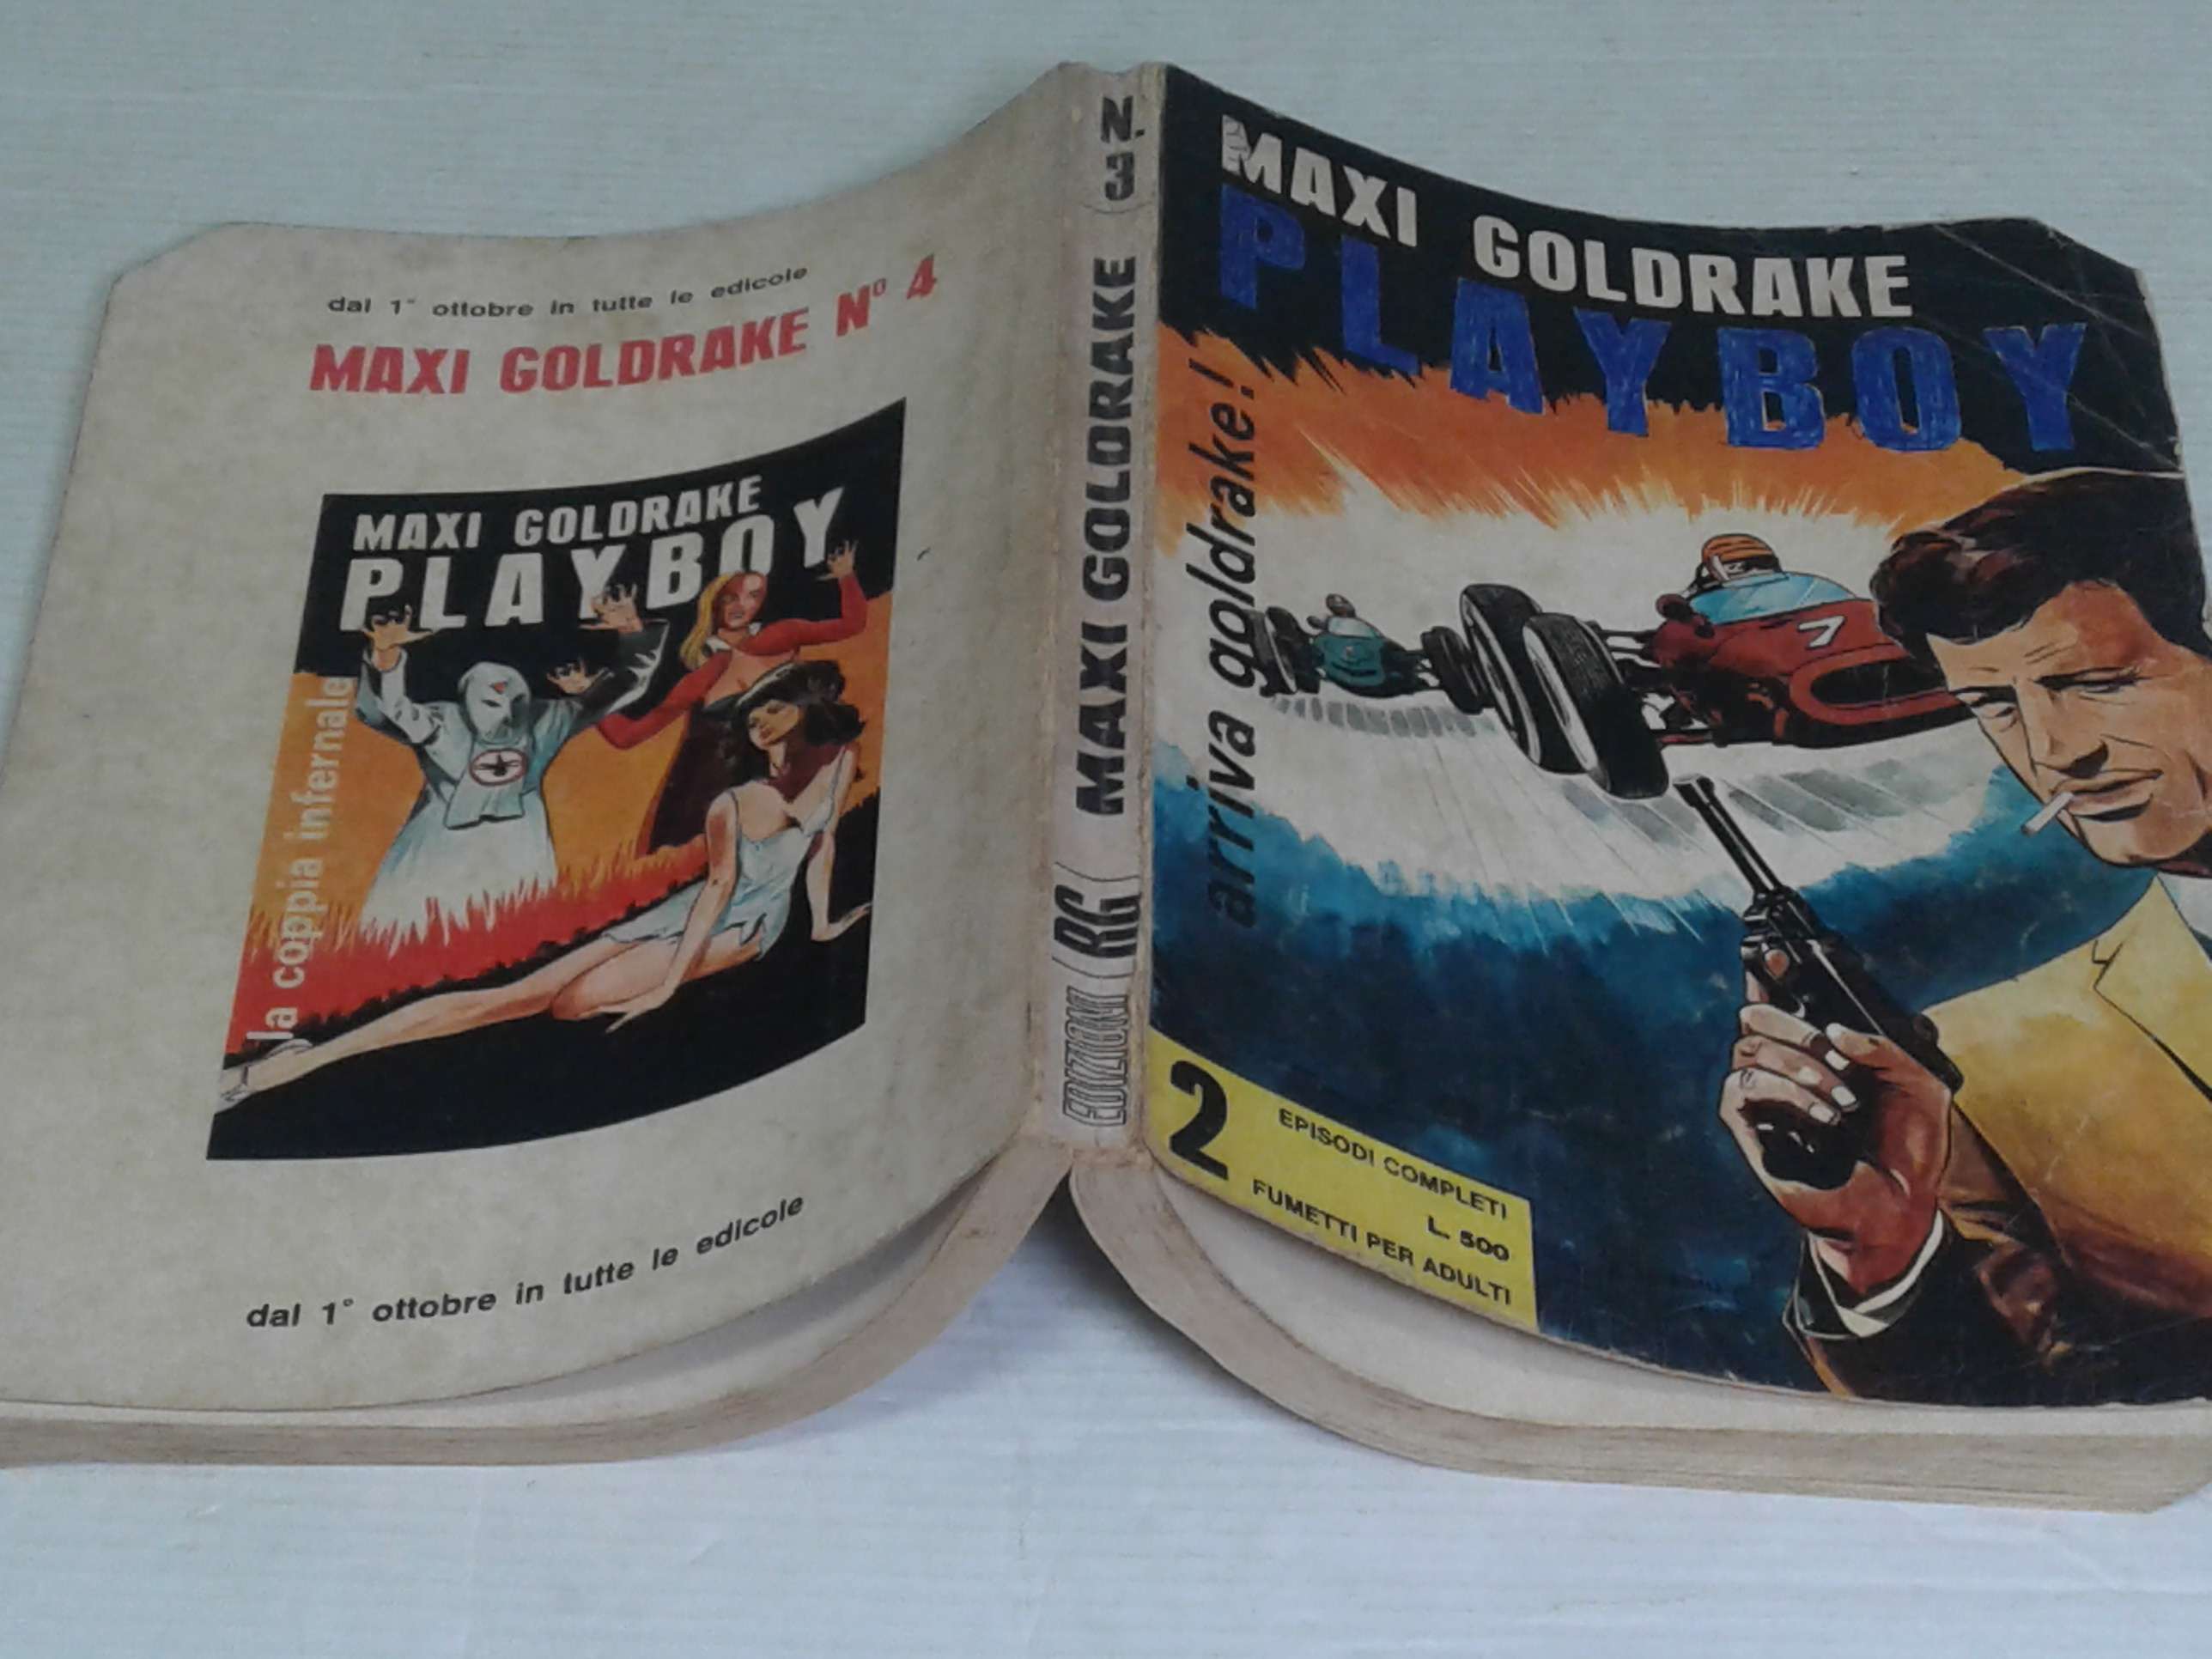 dal 1° ottobre in tutte le edicole
MAXI GOLDRAKE Nº 4
MAXI GOLDRAKE
PLAYBOY
la coppia infernale
dal 1° ottobre in tutte le edicole
N. 3
MAXI GOLDRAKE
EDIZIONI RG
MAXI GOLDRAKE
PLAYBOY
arriva goldrake!
7
2 EPISODI COMPLETI
L. 500
FUMETTI PER ADULTI